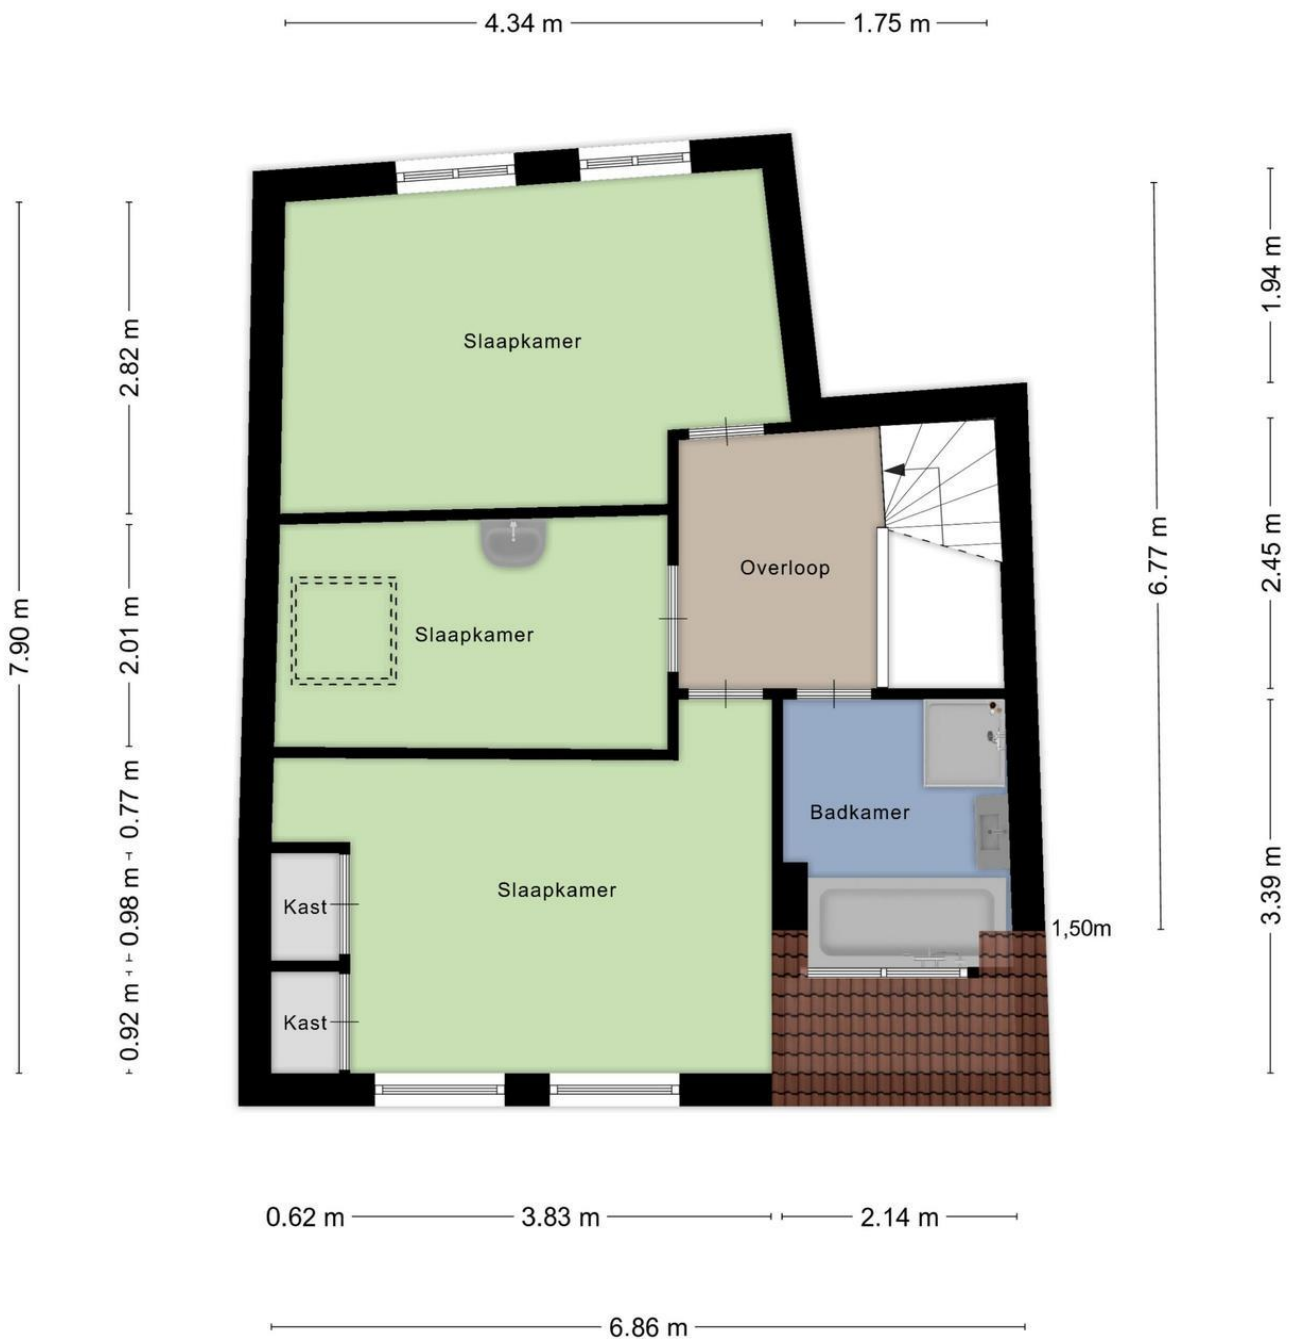 4.34 m
1.75 m
1.94 m
2.82 m
Slaapkamer
6.77 m
2.45 m
Overloop
7.90 m
2.01 m
Slaapkamer
0.77 m
Badkamer
3.39 m
Slaapkamer
0.98 m
Kast
1,50m
0.92 m
Kast
0.62 m
3.83 m
2.14 m
6.86 m